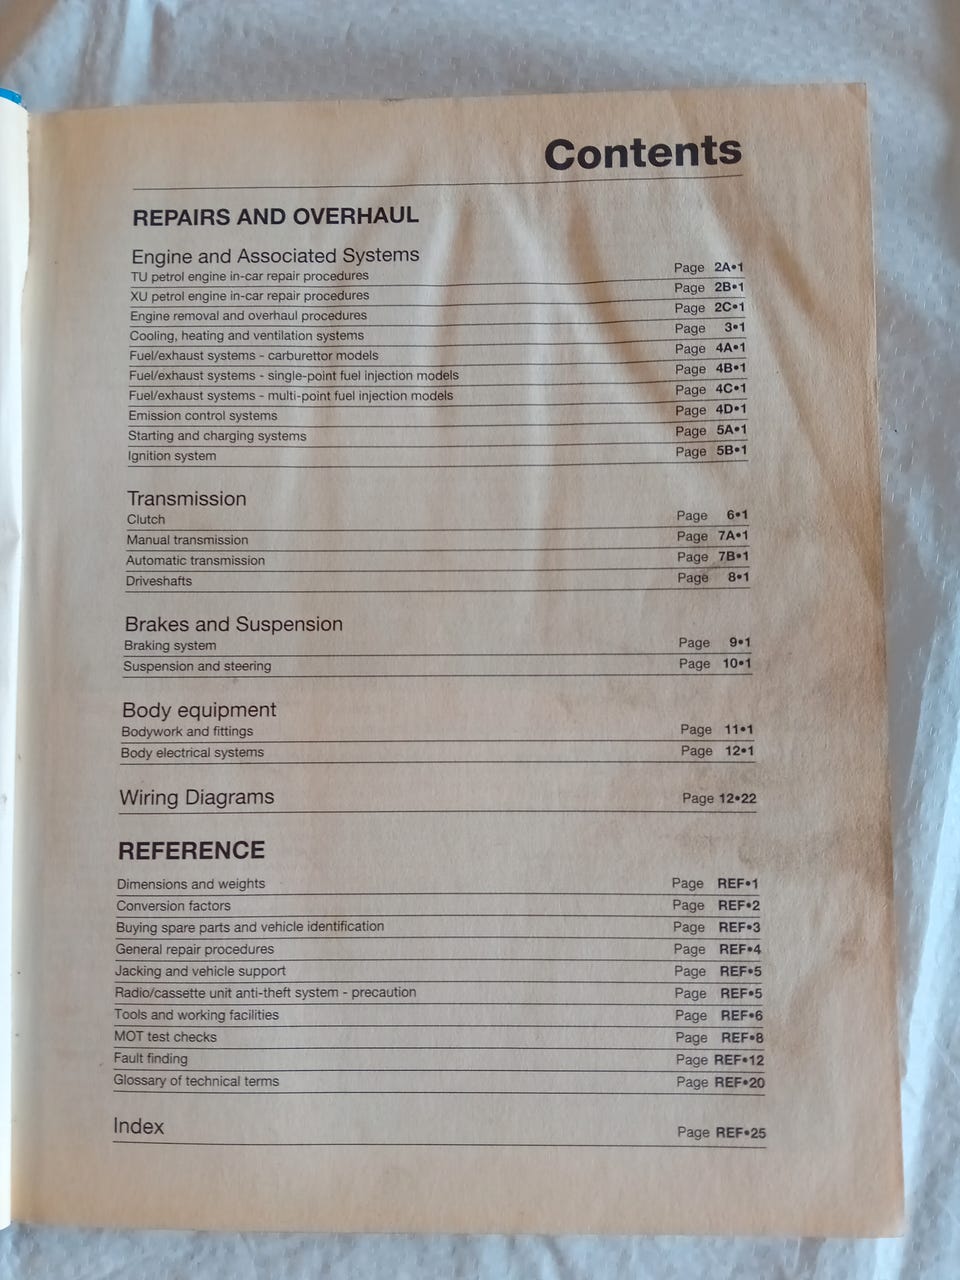 Contents
REPAIRS AND OVERHAUL
Engine and Associated Systems
TU petrol engine in-car repair procedures Page 2A•1
XU petrol engine in-car repair procedures Page 2B•1
Engine removal and overhaul procedures Page 2C•1
Cooling, heating and ventilation systems Page 3•1
Fuel/exhaust systems - carburettor models Page 4A•1
Fuel/exhaust systems - single-point fuel injection models Page 4B•1
Fuel/exhaust systems - multi-point fuel injection models Page 4C•1
Emission control systems Page 4D•1
Starting and charging systems Page 5A•1
Ignition system Page 5B•1
Transmission
Clutch Page 6•1
Manual transmission Page 7A•1
Automatic transmission Page 7B•1
Driveshafts Page 8•1
Brakes and Suspension
Braking system Page 9•1
Suspension and steering Page 10•1
Body equipment
Bodywork and fittings Page 11•1
Body electrical systems Page 12•1
Wiring Diagrams Page 12•22
REFERENCE
Dimensions and weights Page REF•1
Conversion factors Page REF•2
Buying spare parts and vehicle identification Page REF•3
General repair procedures Page REF•4
Jacking and vehicle support Page REF•5
Radio/cassette unit anti-theft system - precaution Page REF•5
Tools and working facilities Page REF•6
MOT test checks Page REF•8
Fault finding Page REF•12
Glossary of technical terms Page REF•20
Index Page REF•25